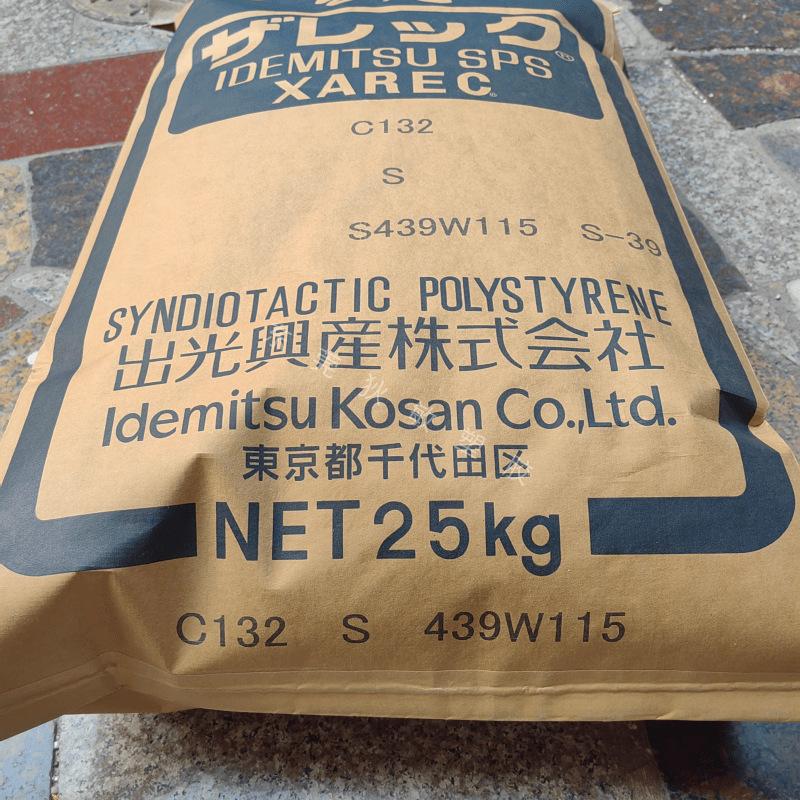 ザレック®
IDEMITSU SPS
XAREC®
C132
S
S439W115 S-39
SYNDIOTACTIC POLYSTYRENE
出光興産株式会社
Idemitsu Kosan Co.,Ltd.
東京都千代田区
NET 25kg
C132 S 439W115